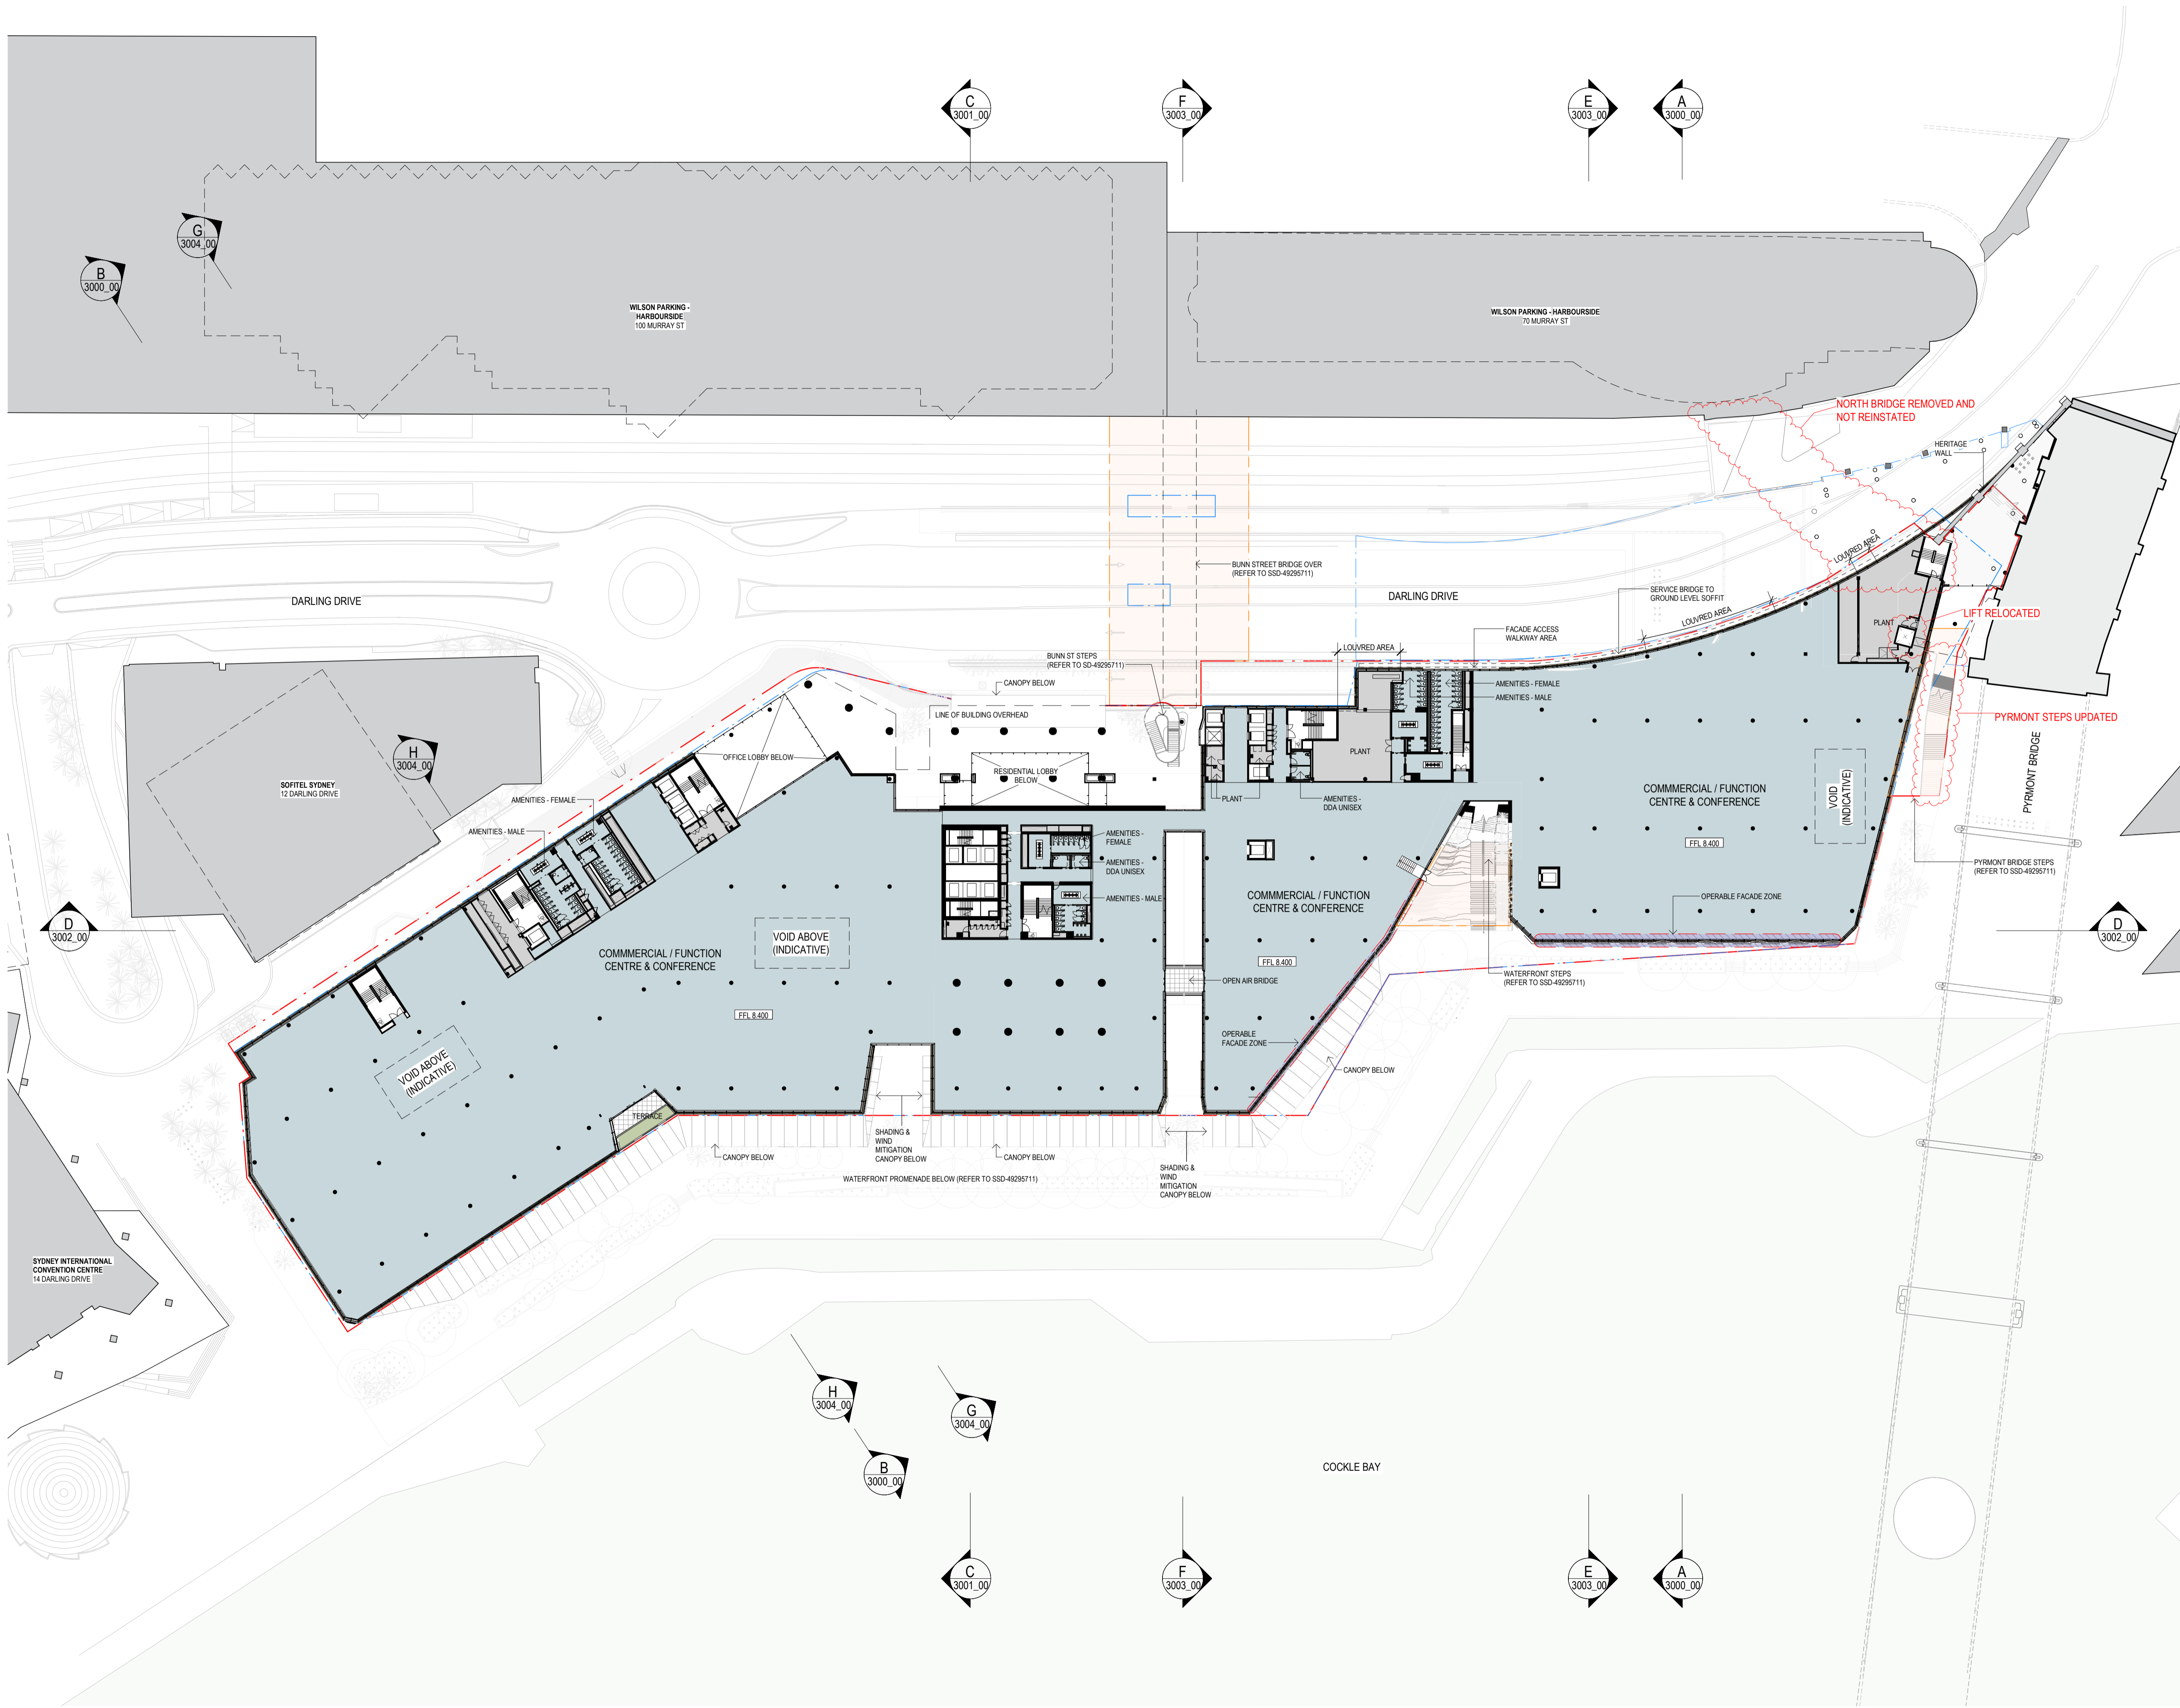 C
3001_00
F
3003_00
E
3003_00
A
3000_00
G
3004_00
B
3000_00
WILSON PARKING -
HARBOURSIDE
100 MURRAY ST
WILSON PARKING - HARBOURSIDE
70 MURRAY ST
NORTH BRIDGE REMOVED AND
NOT REINSTATED
HERITAGE
WALL
LOUVRED AREA
BUNN STREET BRIDGE OVER
(REFER TO SSD-49295711)
DARLING DRIVE
DARLING DRIVE
SERVICE BRIDGE TO
GROUND LEVEL SOFFIT
LOUVRED AREA
LIFT RELOCATED
PLANT
FACADE ACCESS
WALKWAY AREA
LOUVRED AREA
BUNN ST STEPS
(REFER TO SD-49295711)
CANOPY BELOW
AMENITIES - FEMALE
AMENITIES - MALE
LINE OF BUILDING OVERHEAD
PYRMONT STEPS UPDATED
PYRMONT BRIDGE
H
3004_00
OFFICE LOBBY BELOW
PLANT
RESIDENTIAL LOBBY
BELOW
SOFITEL SYDNEY
12 DARLING DRIVE
AMENITIES - FEMALE
PLANT
AMENITIES -
DDA UNISEX
COMMMERCIAL / FUNCTION
CENTRE & CONFERENCE
VOID
(INDICATIVE)
AMENITIES - MALE
AMENITIES -
FEMALE
FFL 8.400
AMENITIES -
DDA UNISEX
PYRMONT BRIDGE STEPS
(REFER TO SSD-49295711)
AMENITIES - MALE
COMMMERCIAL / FUNCTION
CENTRE & CONFERENCE
OPERABLE FACADE ZONE
D
3002_00
D
3002_00
VOID ABOVE
(INDICATIVE)
COMMMERCIAL / FUNCTION
CENTRE & CONFERENCE
FFL 8.400
WATERFRONT STEPS
(REFER TO SSD-49295711)
OPEN AIR BRIDGE
FFL 8.400
OPERABLE
FACADE ZONE
VOID ABOVE
(INDICATIVE)
CANOPY BELOW
TERRACE
SHADING &
WIND
MITIGATION
CANOPY BELOW
CANOPY BELOW
CANOPY BELOW
SHADING &
WIND
MITIGATION
CANOPY BELOW
WATERFRONT PROMENADE BELOW (REFER TO SSD-49295711)
SYDNEY INTERNATIONAL
CONVENTION CENTRE
14 DARLING DRIVE
H
3004_00
G
3004_00
B
3000_00
COCKLE BAY
C
3001_00
F
3003_00
E
3003_00
A
3000_00